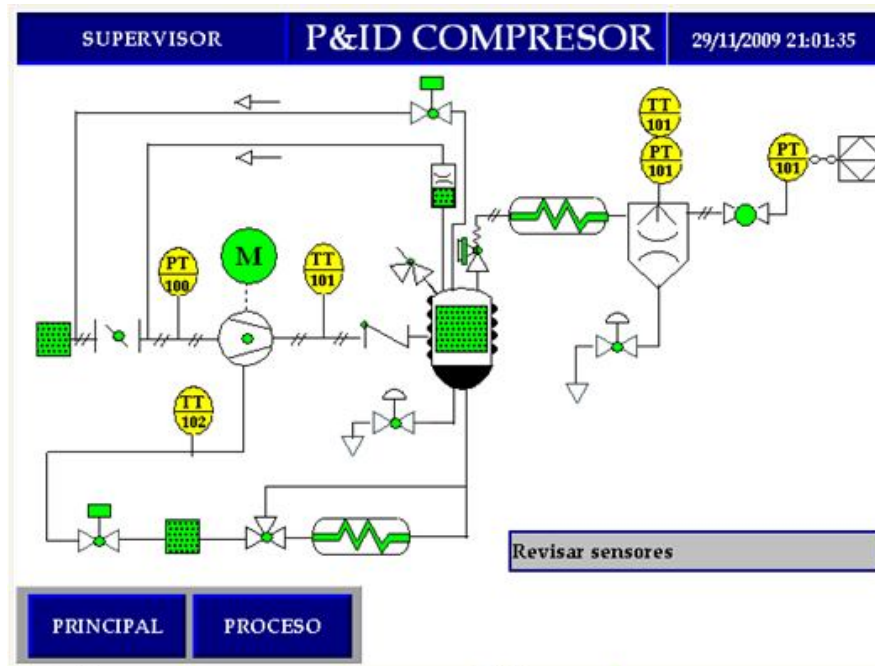 SUPERVISOR
P&ID COMPRESOR
29/11/2009 21:01:35
TT
101
PT
101
PT
101
M
PT
100
TT
101
TT
102
Revisar sensores
PRINCIPAL
PROCESO